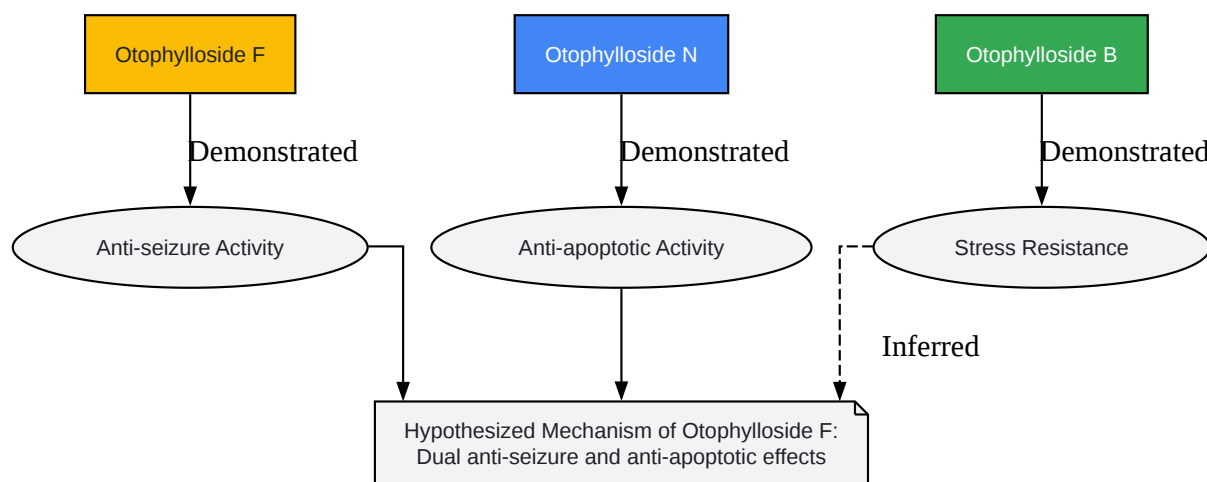 Otophylloside F
Otophylloside N
Otophylloside B
Demonstrated
Demonstrated
Demonstrated
Anti-seizure Activity
Anti-apoptotic Activity
Stress Resistance
Inferred
Hypothesized Mechanism of Otophylloside F:
Dual anti-seizure and anti-apoptotic effects